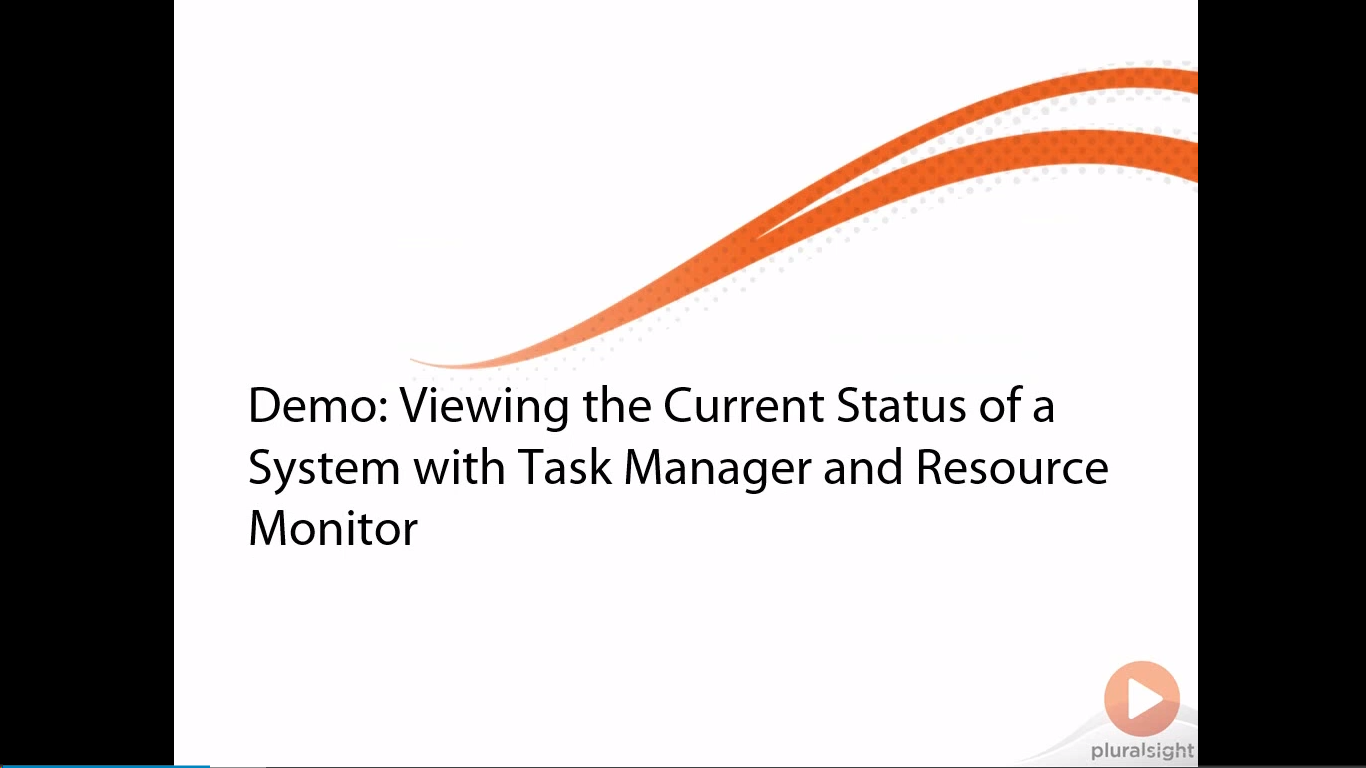 Demo: Viewing the Current Status of a
System with Task Manager and Resource
Monitor
pluralsight